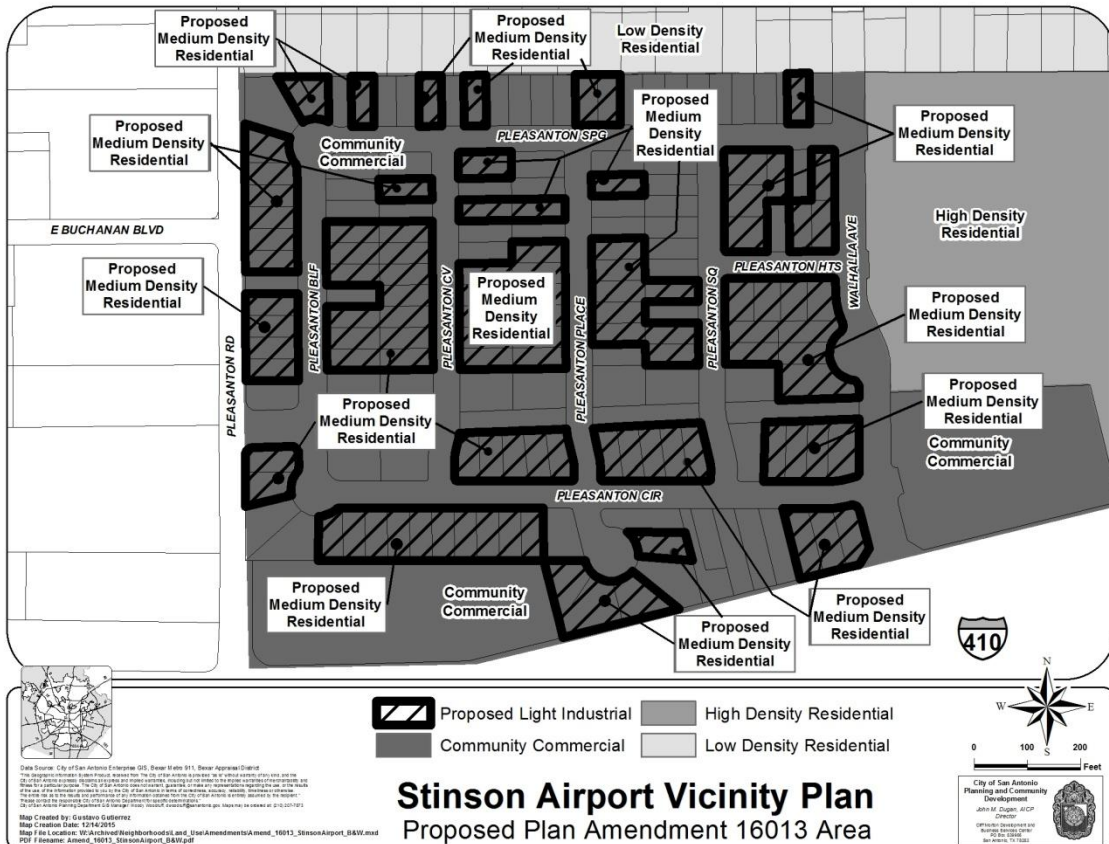 Proposed
Medium Density
Residential
Proposed
Medium Density
Residential
Low Density
Residential
Proposed
Medium
Density
Residential
Proposed
Medium Density
Residential
PLEASANTON SPG
Community
Commercial
Proposed
Medium Density
Residential
High Density
Residential
E BUCHANAN BLVD
PLEASANTON HTS
WALHALLA AVE
PLEASANTON BLF
PLEASANTON CV
PLEASANTON PLACE
PLEASANTON SQ
PLEASANTON RD
Proposed
Medium Density
Residential
Proposed
Medium
Density
Residential
Proposed
Medium Density
Residential
Proposed
Medium Density
Residential
Proposed
Medium Density
Residential
Community
Commercial
PLEASANTON CIR
Proposed
Medium Density
Residential
Community
Commercial
Proposed
Medium Density
Residential
Proposed
Medium Density
Residential
410
Proposed Light Industrial
High Density Residential
Community Commercial
Low Density Residential
N
W
E
S
0 100 200
Feet
Data Source: City of San Antonio Enterprise GIS, Bexar Metro 911, Bexar Appraisal District
Map Created by: Gustavo Gutierrez
Map Creation Date: 12/14/2015
Map File Location: W:\Archived\Neighborhoods\Land_Use\Amendments\Amend_16013_StinsonAirport_B&W.mxd
PDF Filename: Amend_16013_StinsonAirport_B&W.pdf
Stinson Airport Vicinity Plan
Proposed Plan Amendment 16013 Area
City of San Antonio
Planning and Community
Development
John M. Dugan, AICP
Director